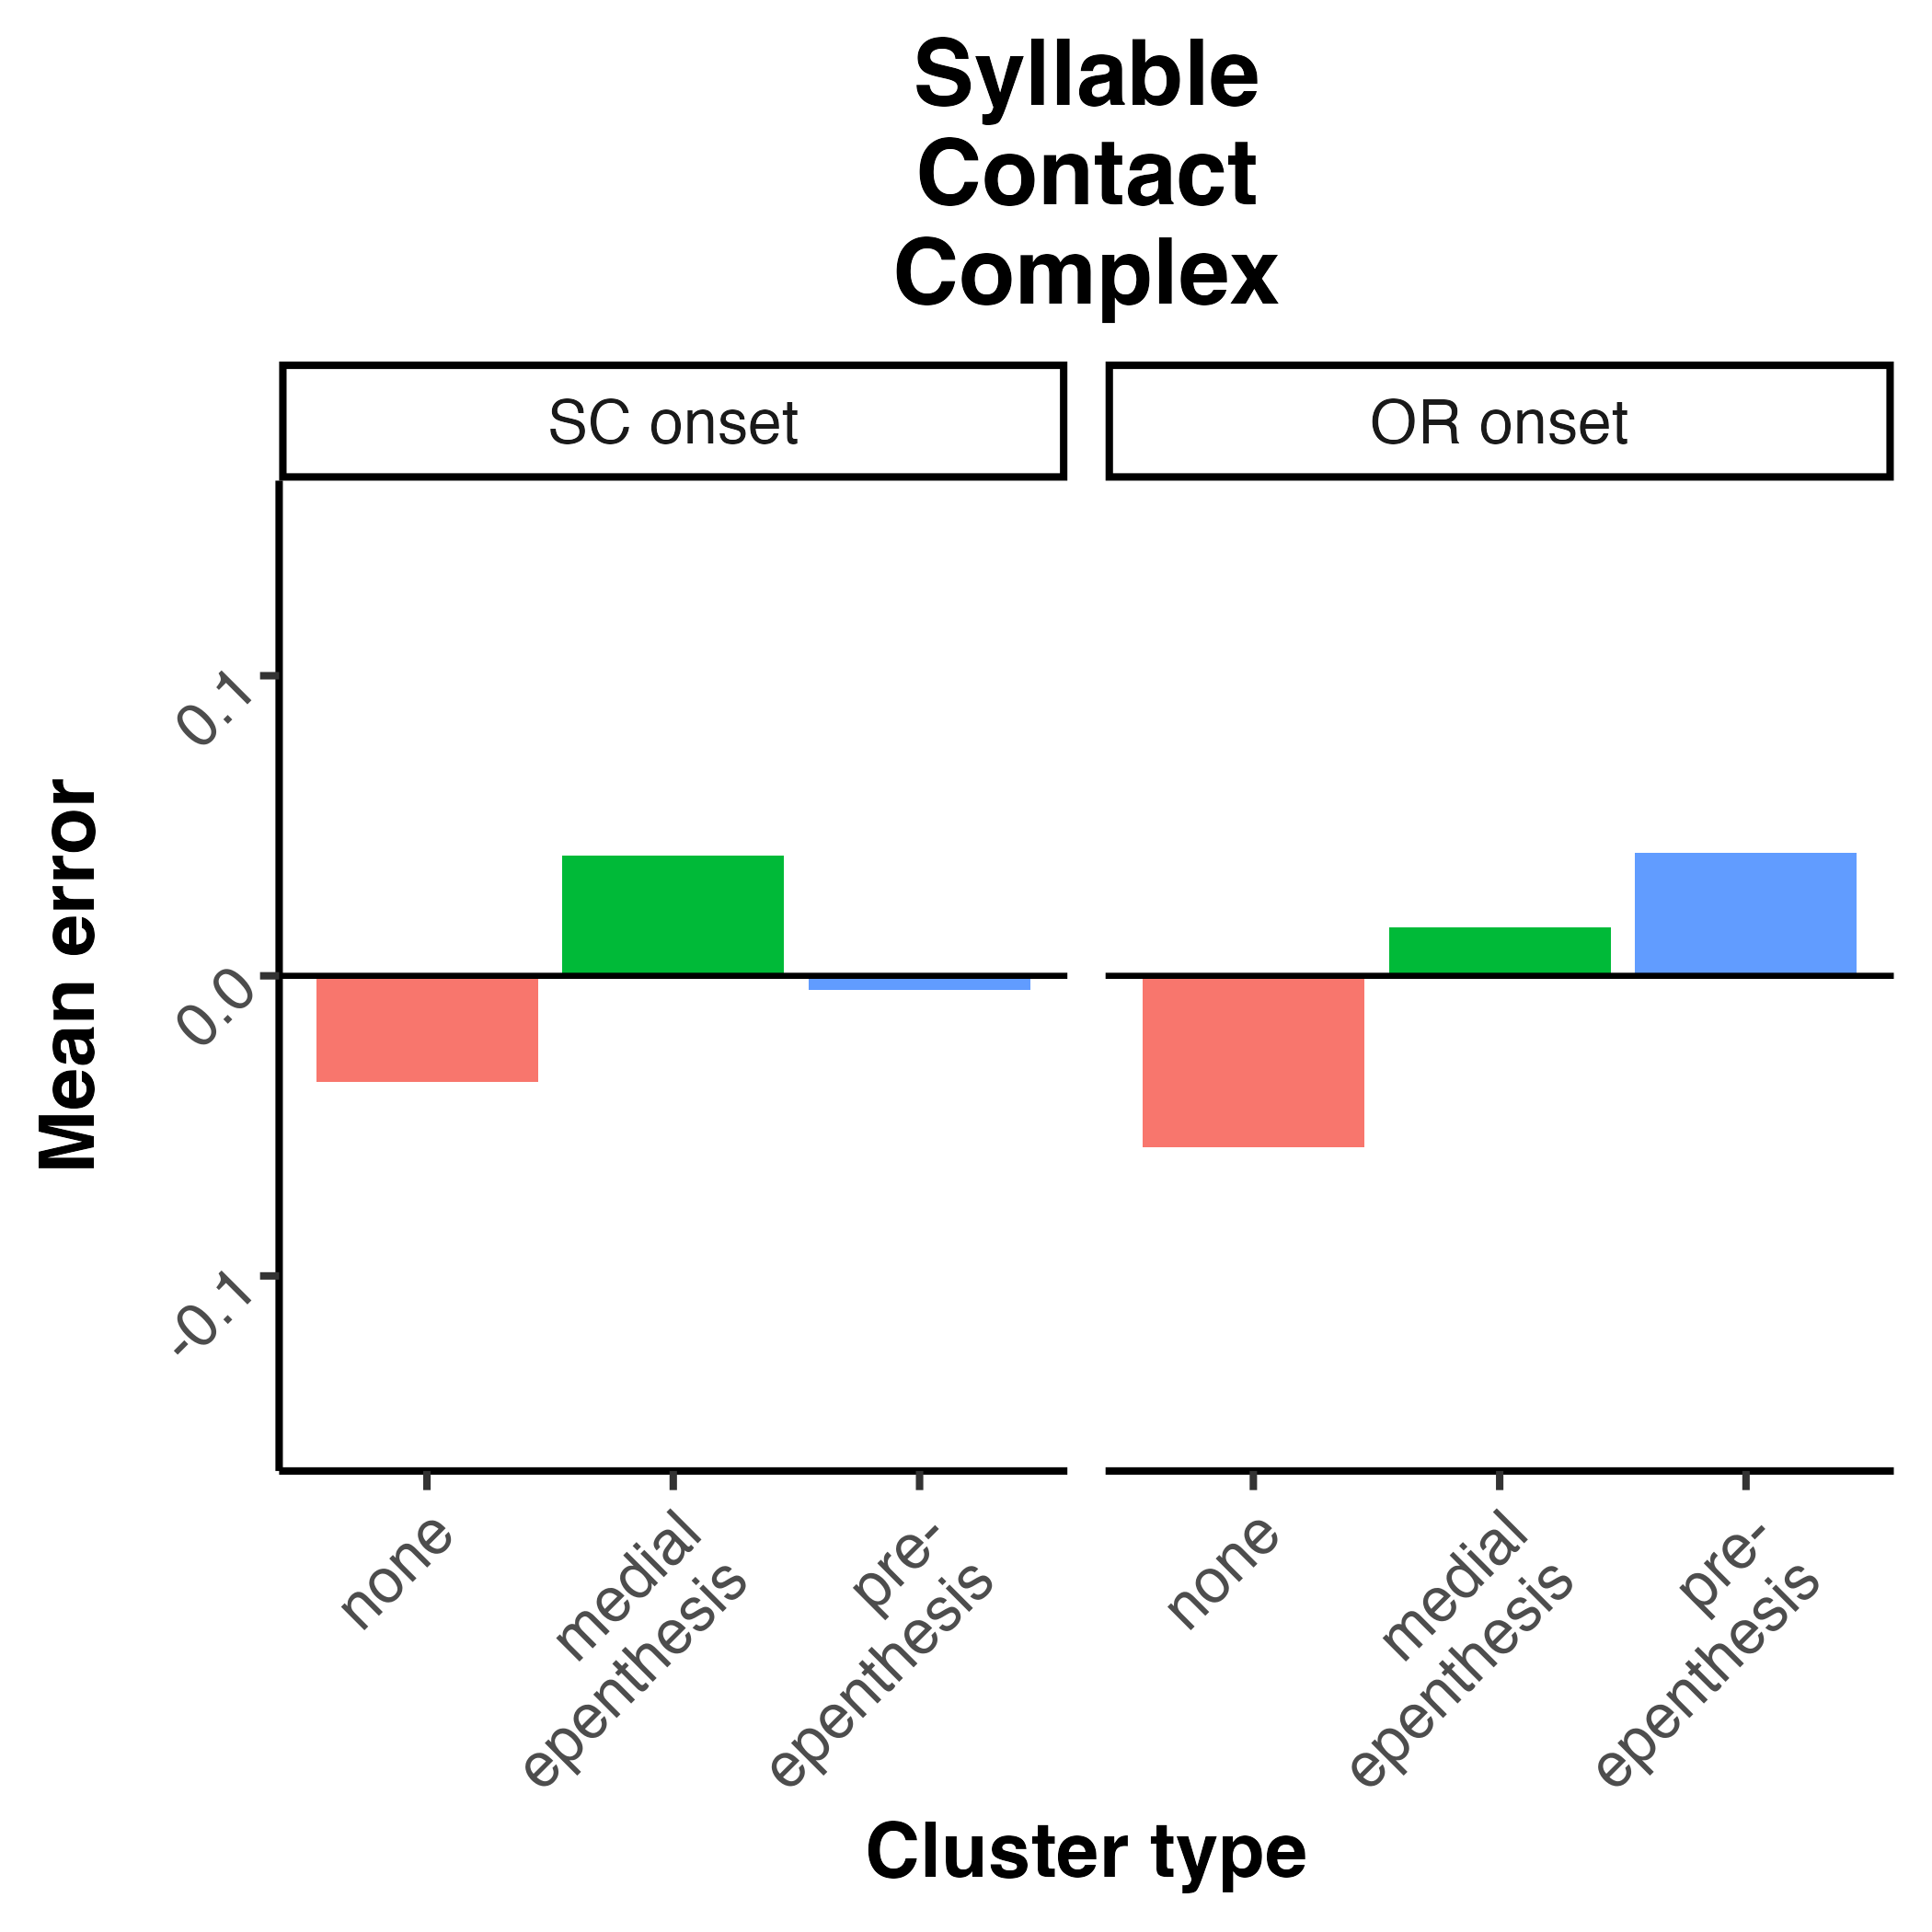 Syllable
Contact
Complex
SC onset
OR onset
Mean error
0.1
0.0
-0.1
none
medial
epenthesis
pre-
epenthesis
none
medial
epenthesis
pre-
epenthesis
Cluster type